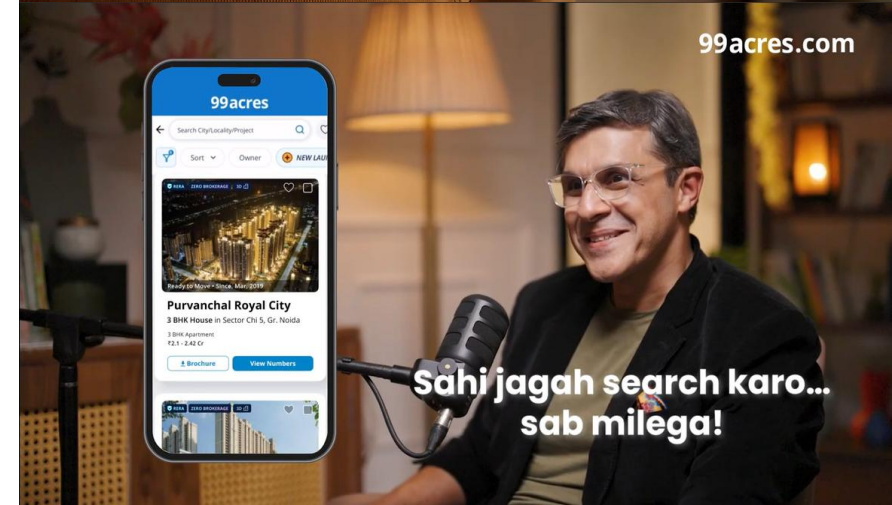 99acres.com
99acres
Search City/Locality/Project
Sort
Owner
NEW LAU
RERA ZERO BROKERAGE 3D
Ready to Move • Since, Mar, 2019
Purvanchal Royal City
3 BHK House in Sector Chi 5, Gr. Noida
3 BHK Apartment
₹2.1 - 2.42 Cr
Brochure
View Numbers
RERA ZERO BROKERAGE 3D
Sahi jagah search karo...
sab milega!